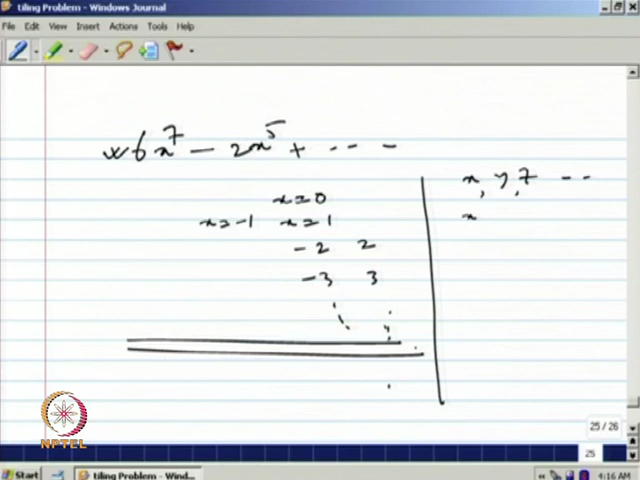 tiling Problem - Windows Journal
File Edit View Insert Actions Tools Help
6x^7 - 2x^5 + - - -
x, y, z - -
x = 0
x
x = -1 x = 1
-2 2
-3 3
NPTEL
25 / 26
25
Start
tiling Problem - Wind...
4:16 AM